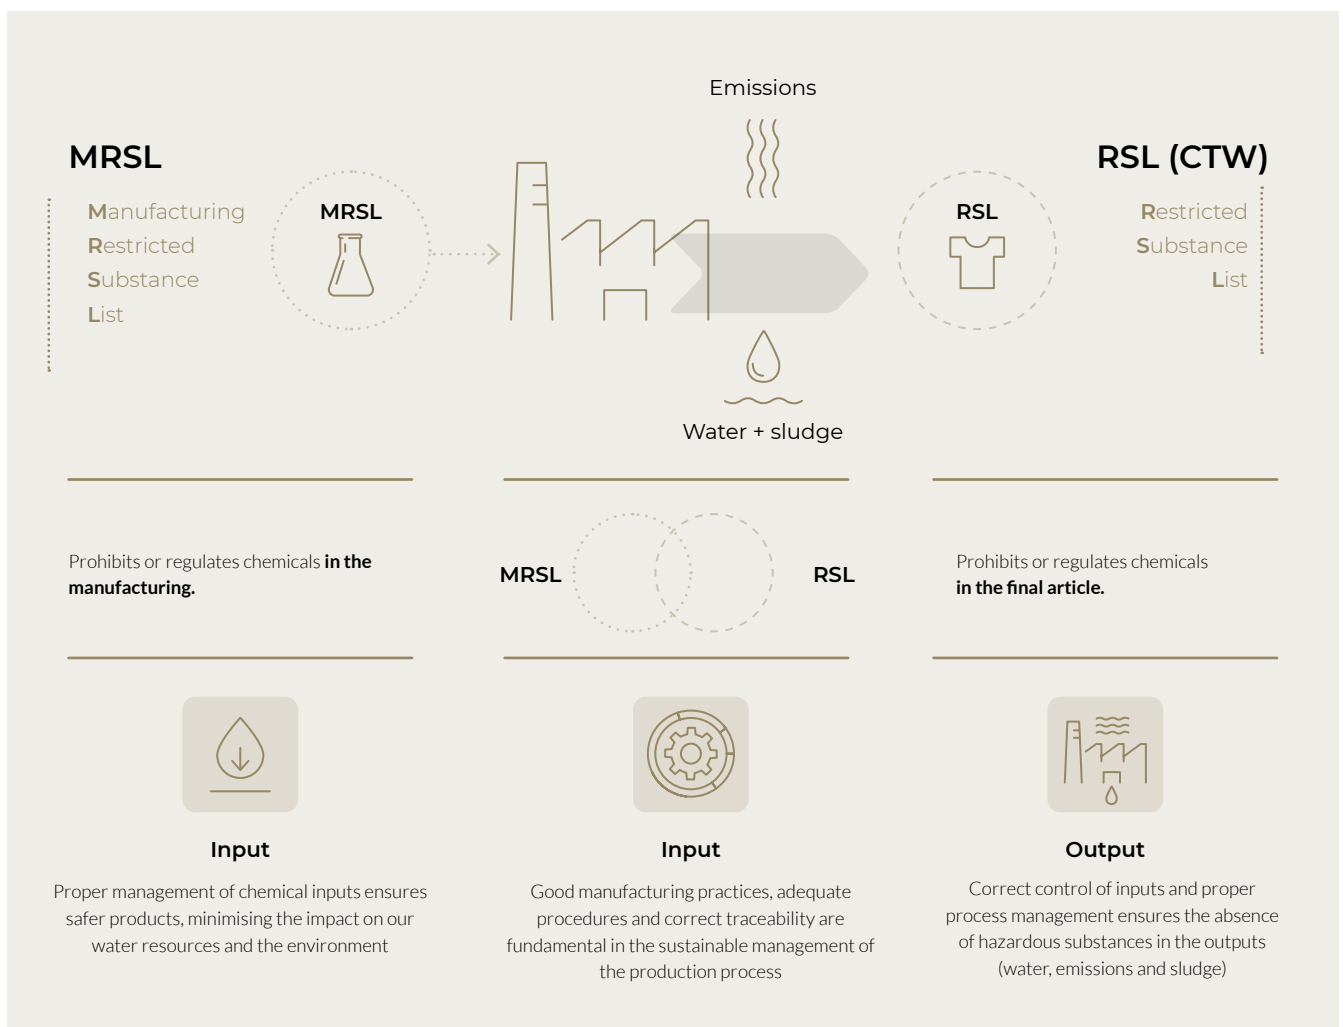 Emissions
MRSL
Manufacturing
Restricted
Substance
List
MRSL
RSL
RSL (CTW)
Restricted
Substance
List
Water + sludge
Prohibits or regulates chemicals in the
manufacturing.
MRSL
RSL
Prohibits or regulates chemicals
in the final article.
Input
Proper management of chemical inputs ensures
safer products, minimising the impact on our
water resources and the environment
Input
Good manufacturing practices, adequate
procedures and correct traceability are
fundamental in the sustainable management of
the production process
Output
Correct control of inputs and proper
process management ensures the absence
of hazardous substances in the outputs
(water, emissions and sludge)